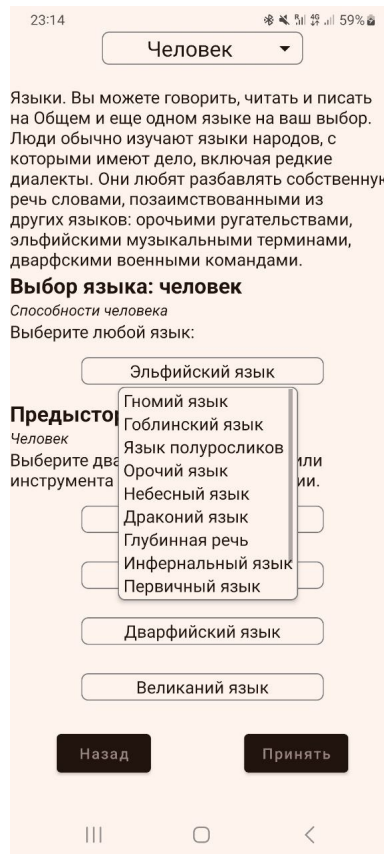 23:14
59%
Человек
Языки. Вы можете говорить, читать и писать
на Общем и еще одном языке на ваш выбор.
Люди обычно изучают языки народов, с
которыми имеют дело, включая редкие
диалекты. Они любят разбавлять собственную
речь словами, позаимствованными из
других языков: орочьими ругательствами,
эльфийскими музыкальными терминами,
дварфскими военными командами.
Выбор языка: человек
Способности человека
Выберите любой язык:
Эльфийский язык
Гномий язык
Предыстор
Гоблинский язык
Человек
Язык полуросликов
Выберите два
или
Орочий язык
инструмента
ии.
Небесный язык
Драконий язык
Глубинная речь
Инфернальный язык
Первичный язык
Дварфийский язык
Великаний язык
Назад
Принять